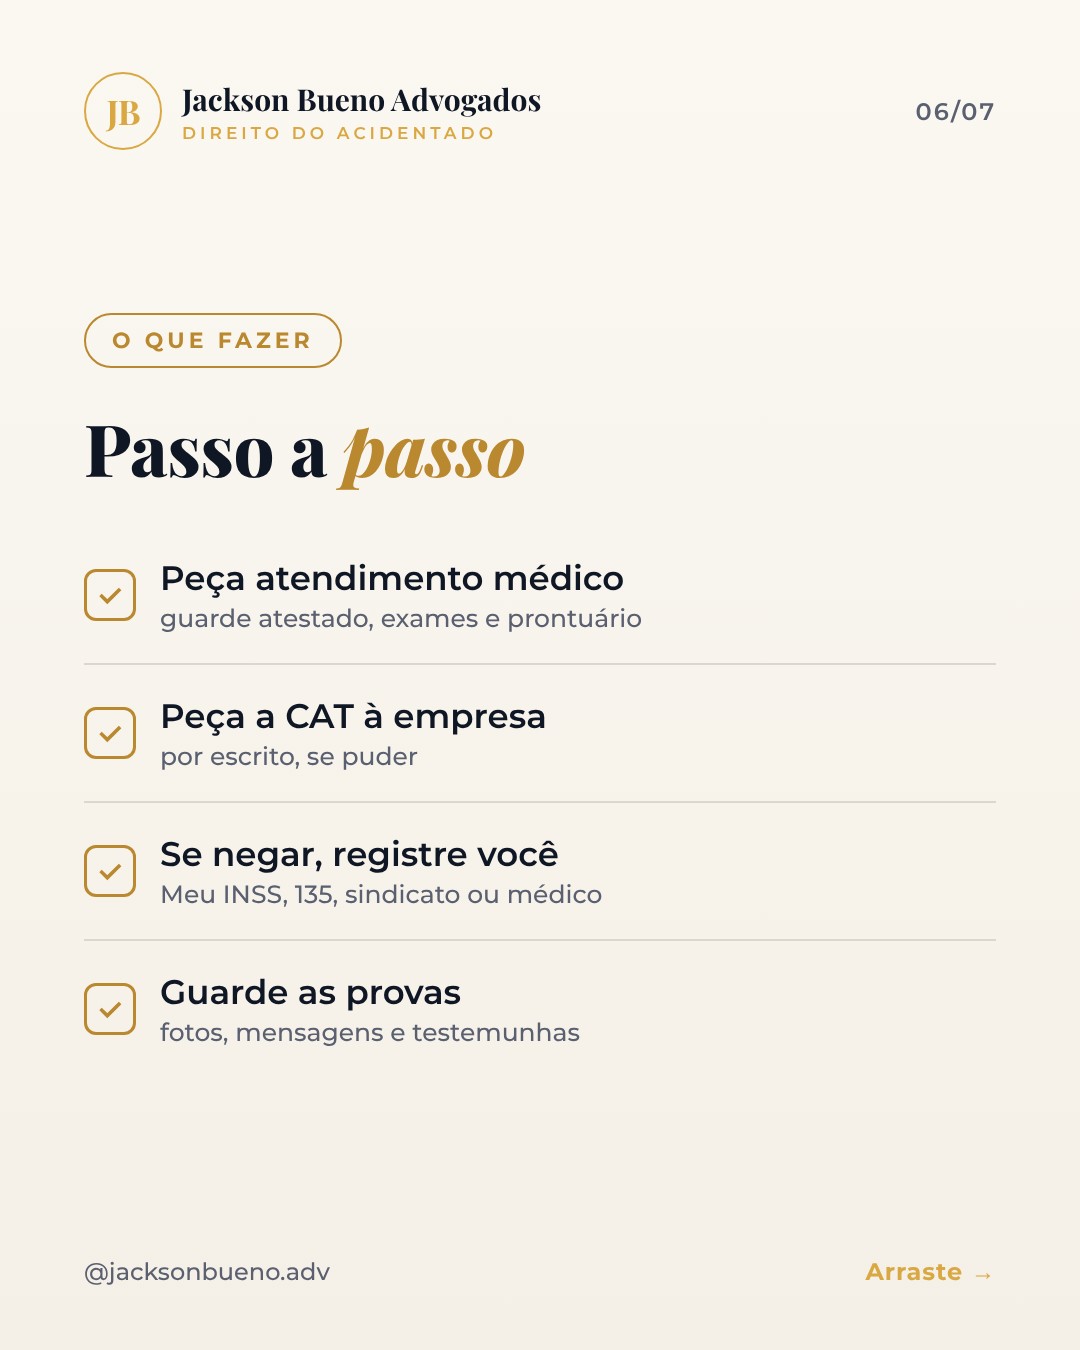 JB
Jackson Bueno Advogados
DIREITO DO ACIDENTADO
06/07
O QUE FAZER
Passo a passo
Peça atendimento médico
guarde atestado, exames e prontuário
Peça a CAT à empresa
por escrito, se puder
Se negar, registre você
Meu INSS, 135, sindicato ou médico
Guarde as provas
fotos, mensagens e testemunhas
@jacksonbueno.adv
Arraste →